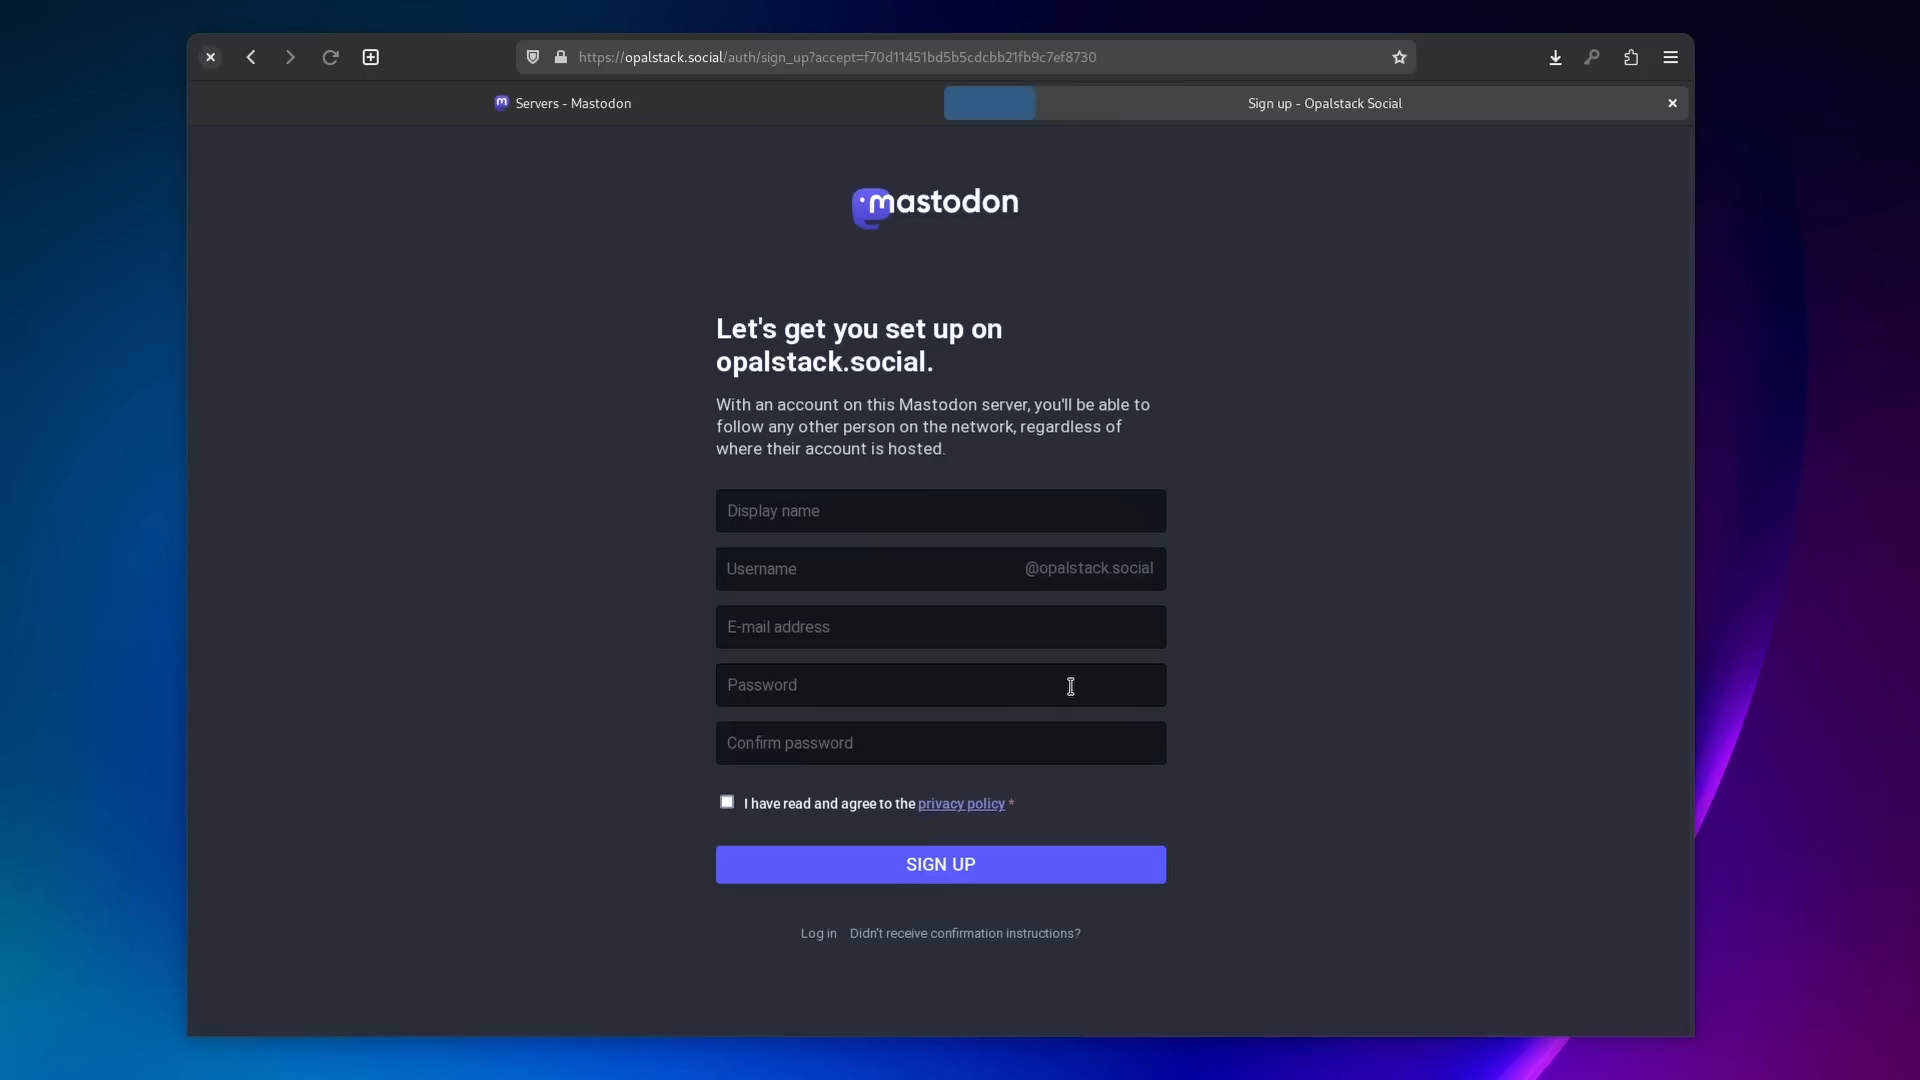 https://opalstack.social/auth/sign_up?accept=f70d11451bd5b5cdcbb21fb9c7ef8730
Servers - Mastodon
Sign up - Opalstack Social
mastodon
Let's get you set up on
opalstack.social.
With an account on this Mastodon server, you'll be able to
follow any other person on the network, regardless of
where their account is hosted.
Display name
Username @opalstack.social
E-mail address
Password
Confirm password
I have read and agree to the privacy policy *
SIGN UP
Log in Didn't receive confirmation instructions?